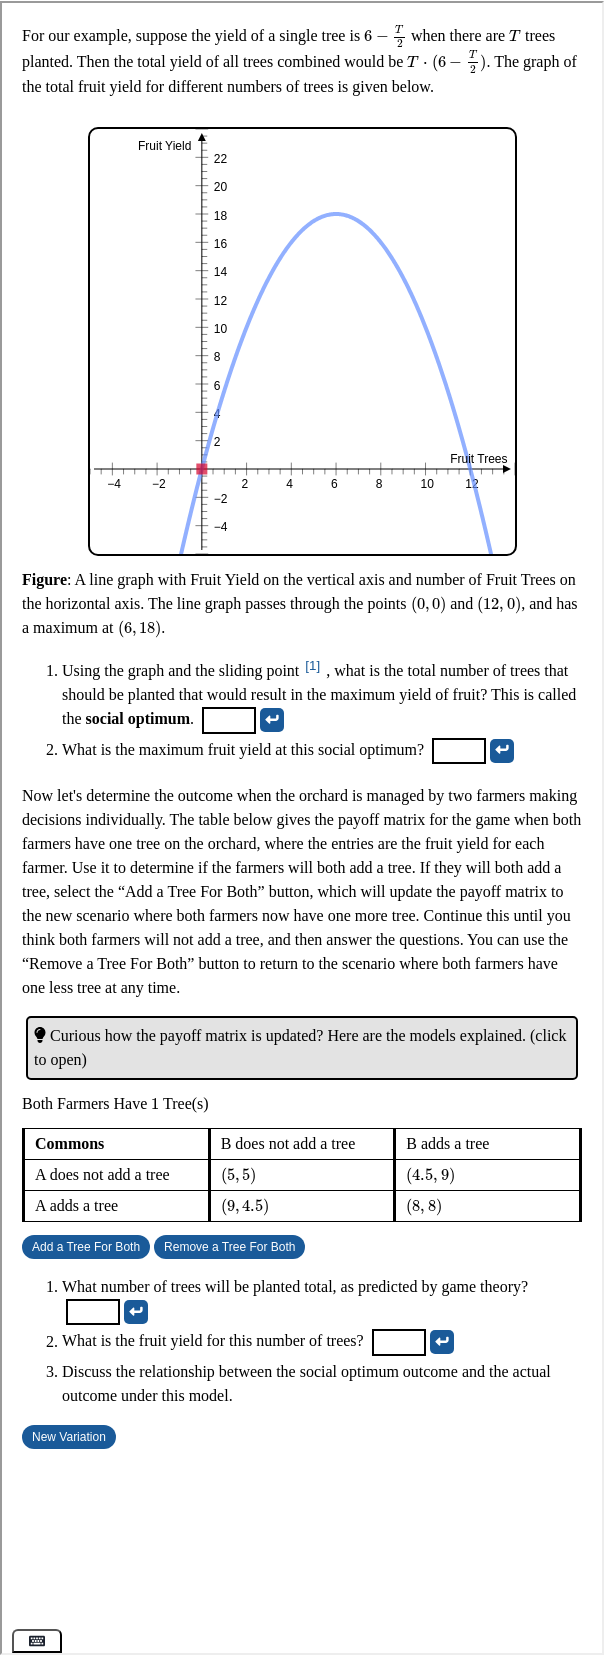 For our example, suppose the yield of a single tree is 6 − T/2 when there are T trees
planted. Then the total yield of all trees combined would be T · (6 − T/2). The graph of
the total fruit yield for different numbers of trees is given below.
Fruit Yield
22
20
18
16
14
12
10
8
6
4
2
Fruit Trees
−4 −2 2 4 6 8 10 12
−2
−4
Figure: A line graph with Fruit Yield on the vertical axis and number of Fruit Trees on
the horizontal axis. The line graph passes through the points (0, 0) and (12, 0), and has
a maximum at (6, 18).
1. Using the graph and the sliding point [1] , what is the total number of trees that
should be planted that would result in the maximum yield of fruit? This is called
the social optimum.
2. What is the maximum fruit yield at this social optimum?
Now let's determine the outcome when the orchard is managed by two farmers making
decisions individually. The table below gives the payoff matrix for the game when both
farmers have one tree on the orchard, where the entries are the fruit yield for each
farmer. Use it to determine if the farmers will both add a tree. If they will both add a
tree, select the “Add a Tree For Both” button, which will update the payoff matrix to
the new scenario where both farmers now have one more tree. Continue this until you
think both farmers will not add a tree, and then answer the questions. You can use the
“Remove a Tree For Both” button to return to the scenario where both farmers have
one less tree at any time.
Curious how the payoff matrix is updated? Here are the models explained. (click
to open)
Both Farmers Have 1 Tree(s)
Commons B does not add a tree B adds a tree
A does not add a tree (5, 5) (4.5, 9)
A adds a tree (9, 4.5) (8, 8)
Add a Tree For Both Remove a Tree For Both
1. What number of trees will be planted total, as predicted by game theory?
2. What is the fruit yield for this number of trees?
3. Discuss the relationship between the social optimum outcome and the actual
outcome under this model.
New Variation